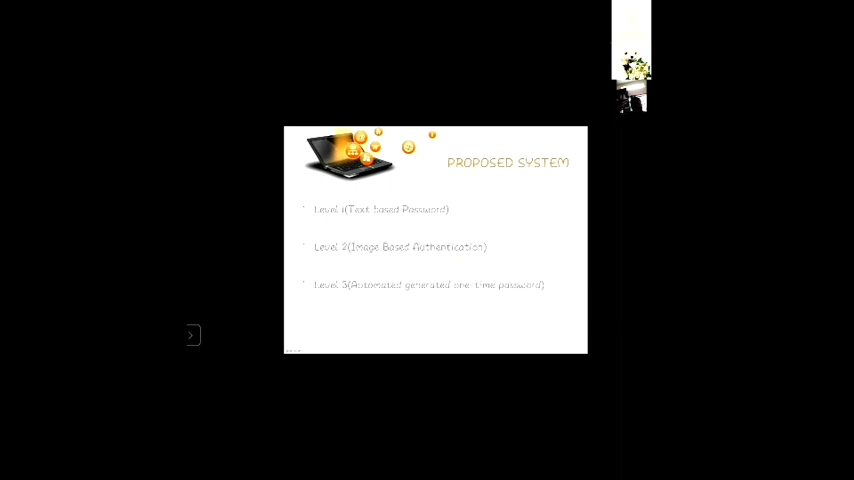 PROPOSED SYSTEM
Level 1(Text based Password)
Level 2(Image Based Authentication)
Level 3(Automated generated one-time password)